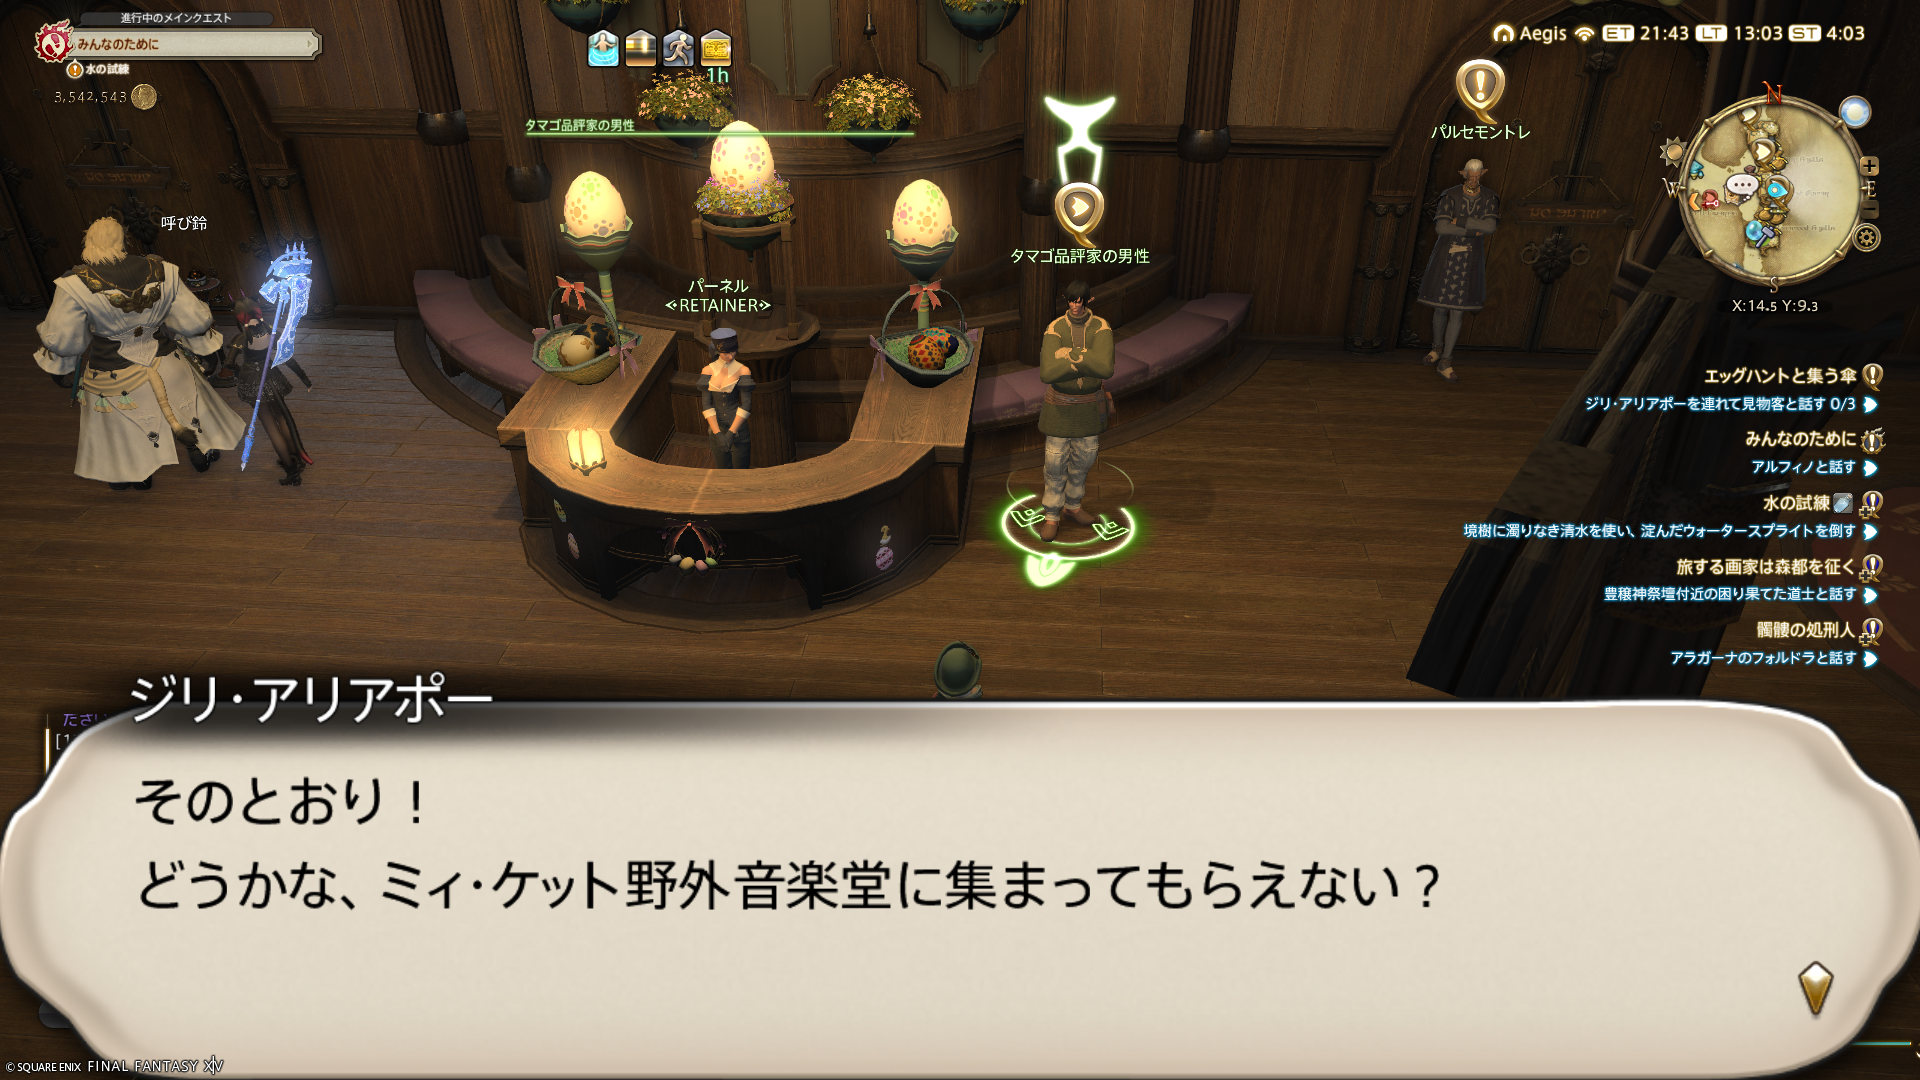 進行中のメインクエスト
みんなのために
水の試練
3,542,543
1h
Aegis ET 21:43 LT 13:03 ST 4:03
タマゴ品評家の男性
パルセモントレ
呼び鈴
タマゴ品評家の男性
パーネル
RETAINER
N
W
E
S
X:14.5 Y:9.3
エッグハントと集う傘
ジリ・アリアポーを連れて見物客と話す 0/3
みんなのために
アルフィノと話す
水の試練
境樹に濁りなき清水を使い、淀んだウォータースプライトを倒す
旅する画家は森都を征く
豊穣神祭壇付近の困り果てた道士と話す
髑髏の処刑人
アラガーナのフォルドラと話す
ジリ・アリアポー
そのとおり！
どうかな、ミィ・ケット野外音楽堂に集まってもらえない？
© SQUARE ENIX FINAL FANTASY XIV